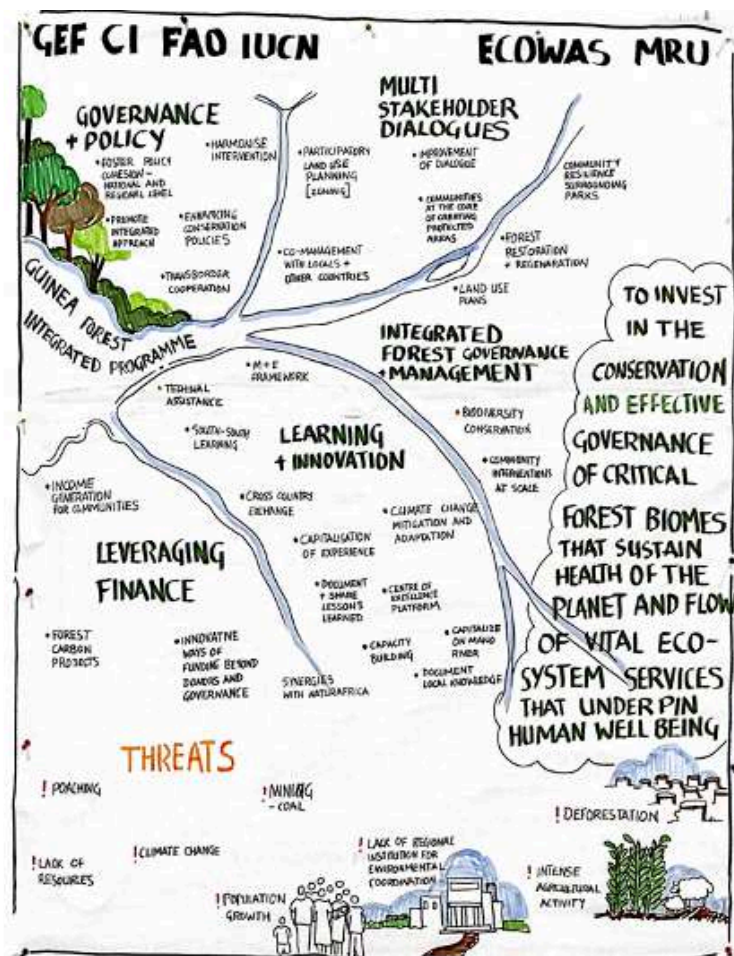 GEF CI FAO IUCN
ECOWAS MRU
GOVERNANCE
+ POLICY
• FOSTER POLICY
COHESION -
NATIONAL AND
REGIONAL LEVEL
• PROMOTE
INTEGRATED
APPROACH
• HARMONISE
INTERVENTION
• ENHANCING
CONSERVATION
POLICIES
• TRANSBORDER
COOPERATION
• PARTICIPATORY
LAND USE
PLANNING
[ZONING]
• CO-MANAGEMENT
WITH LOCALS +
OTHER COUNTRIES
MULTI
STAKEHOLDER
DIALOGUES
• IMPROVEMENT
OF DIALOGUE
• COMMUNITIES
AT THE CORE
OF CREATING
PROTECTED
AREAS
COMMUNITY
RESILIENCE
SURROUNDING
PARKS
• FOREST
RESTORATION
+ REGENARATION
• LAND USE
PLANS
GUINEA FOREST
INTEGRATED PROGRAMME
INTEGRATED
FOREST GOVERNANCE
+ MANAGEMENT
• BIODIVERSITY
CONSERVATION
• COMMUNITY
INTERVENTIONS
AT SCALE
• M+E
FRAMEWORK
• TEHINAL
ASSISTANCE
• SOUTH-SOUTH
LEARNING
LEARNING
+ INNOVATION
• CROSS COUNTRY
EXCHANGE
• CAPITALISATION
OF EXPERIENCE
• CLIMATE CHANGE
MITIGATION AND
ADAPTATION
• DOCUMENT
+ SHARE
LESSONS
LEARNED
• CENTRE OF
EXCELLENCE
PLATFORM
• CAPACITY
BUILDING
• CAPITALIZE
ON MANO
RIVER
• DOCUMENT
LOCAL KNOWLEDGE
SYNERGIES
WITH NATURAFRICA
• INCOME
GENERATION
FOR COMMUNITIES
LEVERAGING
FINANCE
• FOREST
CARBON
PROJECTS
• INNOVATIVE
WAYS OF
FUNDING BEYOND
DONORS AND
GOVERNANCE
TO INVEST
IN THE
CONSERVATION
AND EFFECTIVE
GOVERNANCE
OF CRITICAL
FOREST BIOMES
THAT SUSTAIN
HEALTH OF THE
PLANET AND FLOW
OF VITAL ECO-
SYSTEM SERVICES
THAT UNDER PIN
HUMAN WELL BEING
THREATS
! POACHING
! MINING
- COAL
! LACK OF
RESOURCES
! CLIMATE CHANGE
! POPULATION
GROWTH
! LACK OF REGIONAL
INSTITUTION FOR
ENVIRONMENTAL
COORDINATION
! DEFORESTATION
! INTENSE
AGRICULTURAL
ACTIVITY